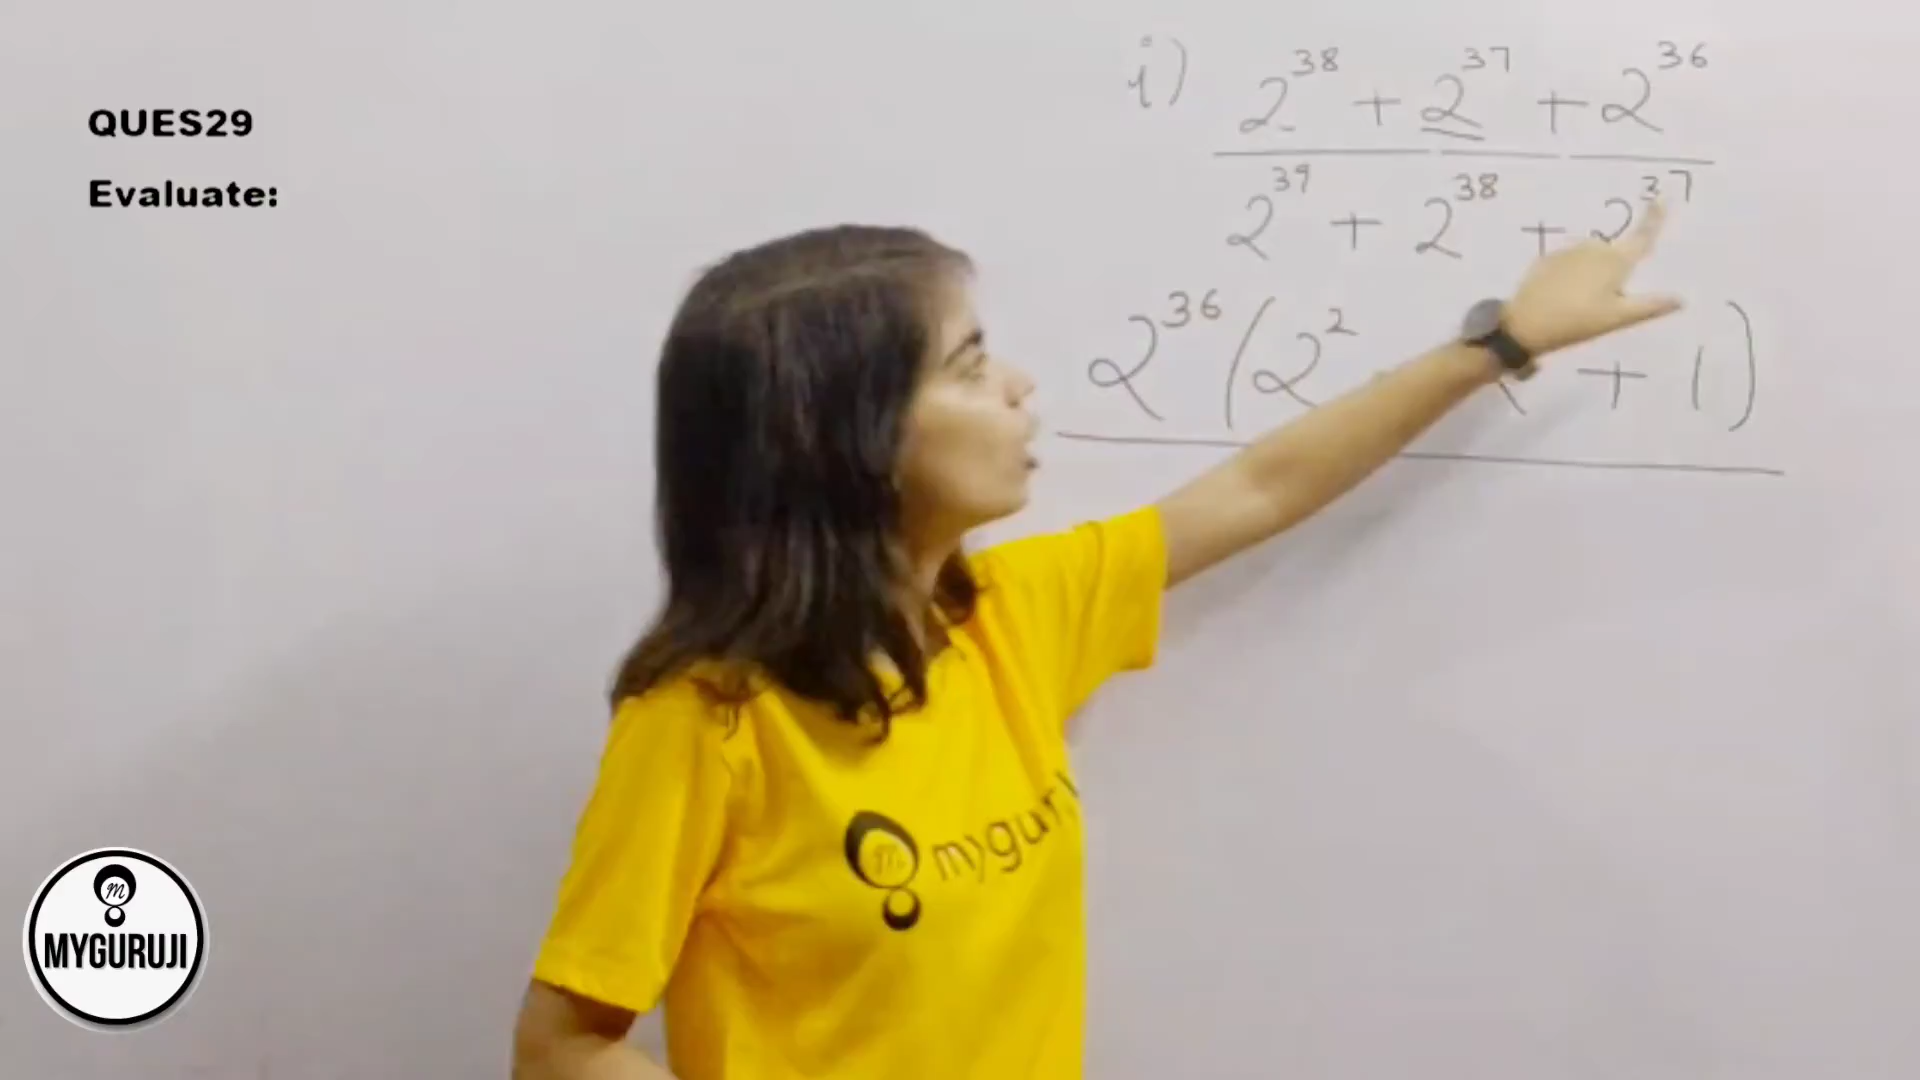 QUES29
Evaluate:
i) 2^38 + 2^37 + 2^36
2^39 + 2^38 + 2^37
2^36 (2^2 + 1)
mygur
MYGURUJI